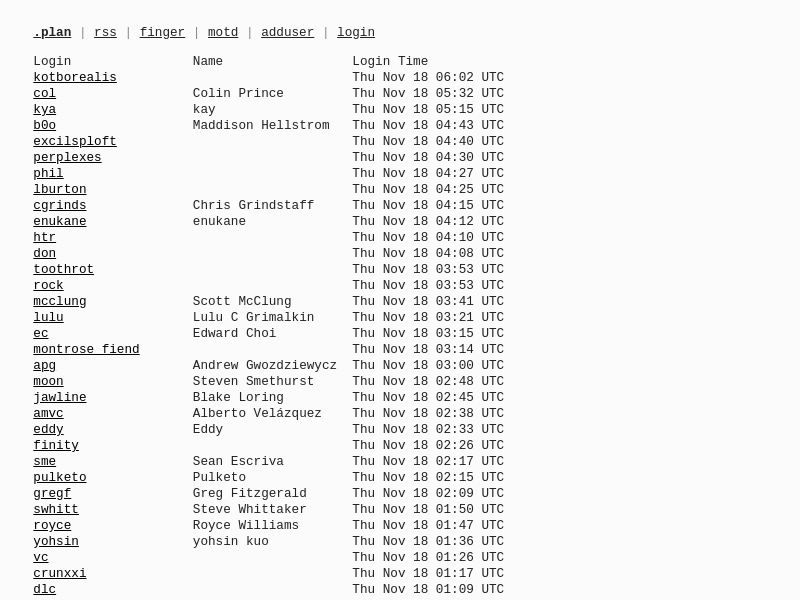 .plan | rss | finger | motd | adduser | login
Login Name Login Time
kotborealis Thu Nov 18 06:02 UTC
col Colin Prince Thu Nov 18 05:32 UTC
kya kay Thu Nov 18 05:15 UTC
b0o Maddison Hellstrom Thu Nov 18 04:43 UTC
excilsploft Thu Nov 18 04:40 UTC
perplexes Thu Nov 18 04:30 UTC
phil Thu Nov 18 04:27 UTC
lburton Thu Nov 18 04:25 UTC
cgrinds Chris Grindstaff Thu Nov 18 04:15 UTC
enukane enukane Thu Nov 18 04:12 UTC
htr Thu Nov 18 04:10 UTC
don Thu Nov 18 04:08 UTC
toothrot Thu Nov 18 03:53 UTC
rock Thu Nov 18 03:53 UTC
mcclung Scott McClung Thu Nov 18 03:41 UTC
lulu Lulu C Grimalkin Thu Nov 18 03:21 UTC
ec Edward Choi Thu Nov 18 03:15 UTC
montrose_fiend Thu Nov 18 03:14 UTC
apg Andrew Gwozdziewycz Thu Nov 18 03:00 UTC
moon Steven Smethurst Thu Nov 18 02:48 UTC
jawline Blake Loring Thu Nov 18 02:45 UTC
amvc Alberto Velázquez Thu Nov 18 02:38 UTC
eddy Eddy Thu Nov 18 02:33 UTC
finity Thu Nov 18 02:26 UTC
sme Sean Escriva Thu Nov 18 02:17 UTC
pulketo Pulketo Thu Nov 18 02:15 UTC
gregf Greg Fitzgerald Thu Nov 18 02:09 UTC
swhitt Steve Whittaker Thu Nov 18 01:50 UTC
royce Royce Williams Thu Nov 18 01:47 UTC
yohsin yohsin kuo Thu Nov 18 01:36 UTC
vc Thu Nov 18 01:26 UTC
crunxxi Thu Nov 18 01:17 UTC
dlc Thu Nov 18 01:09 UTC